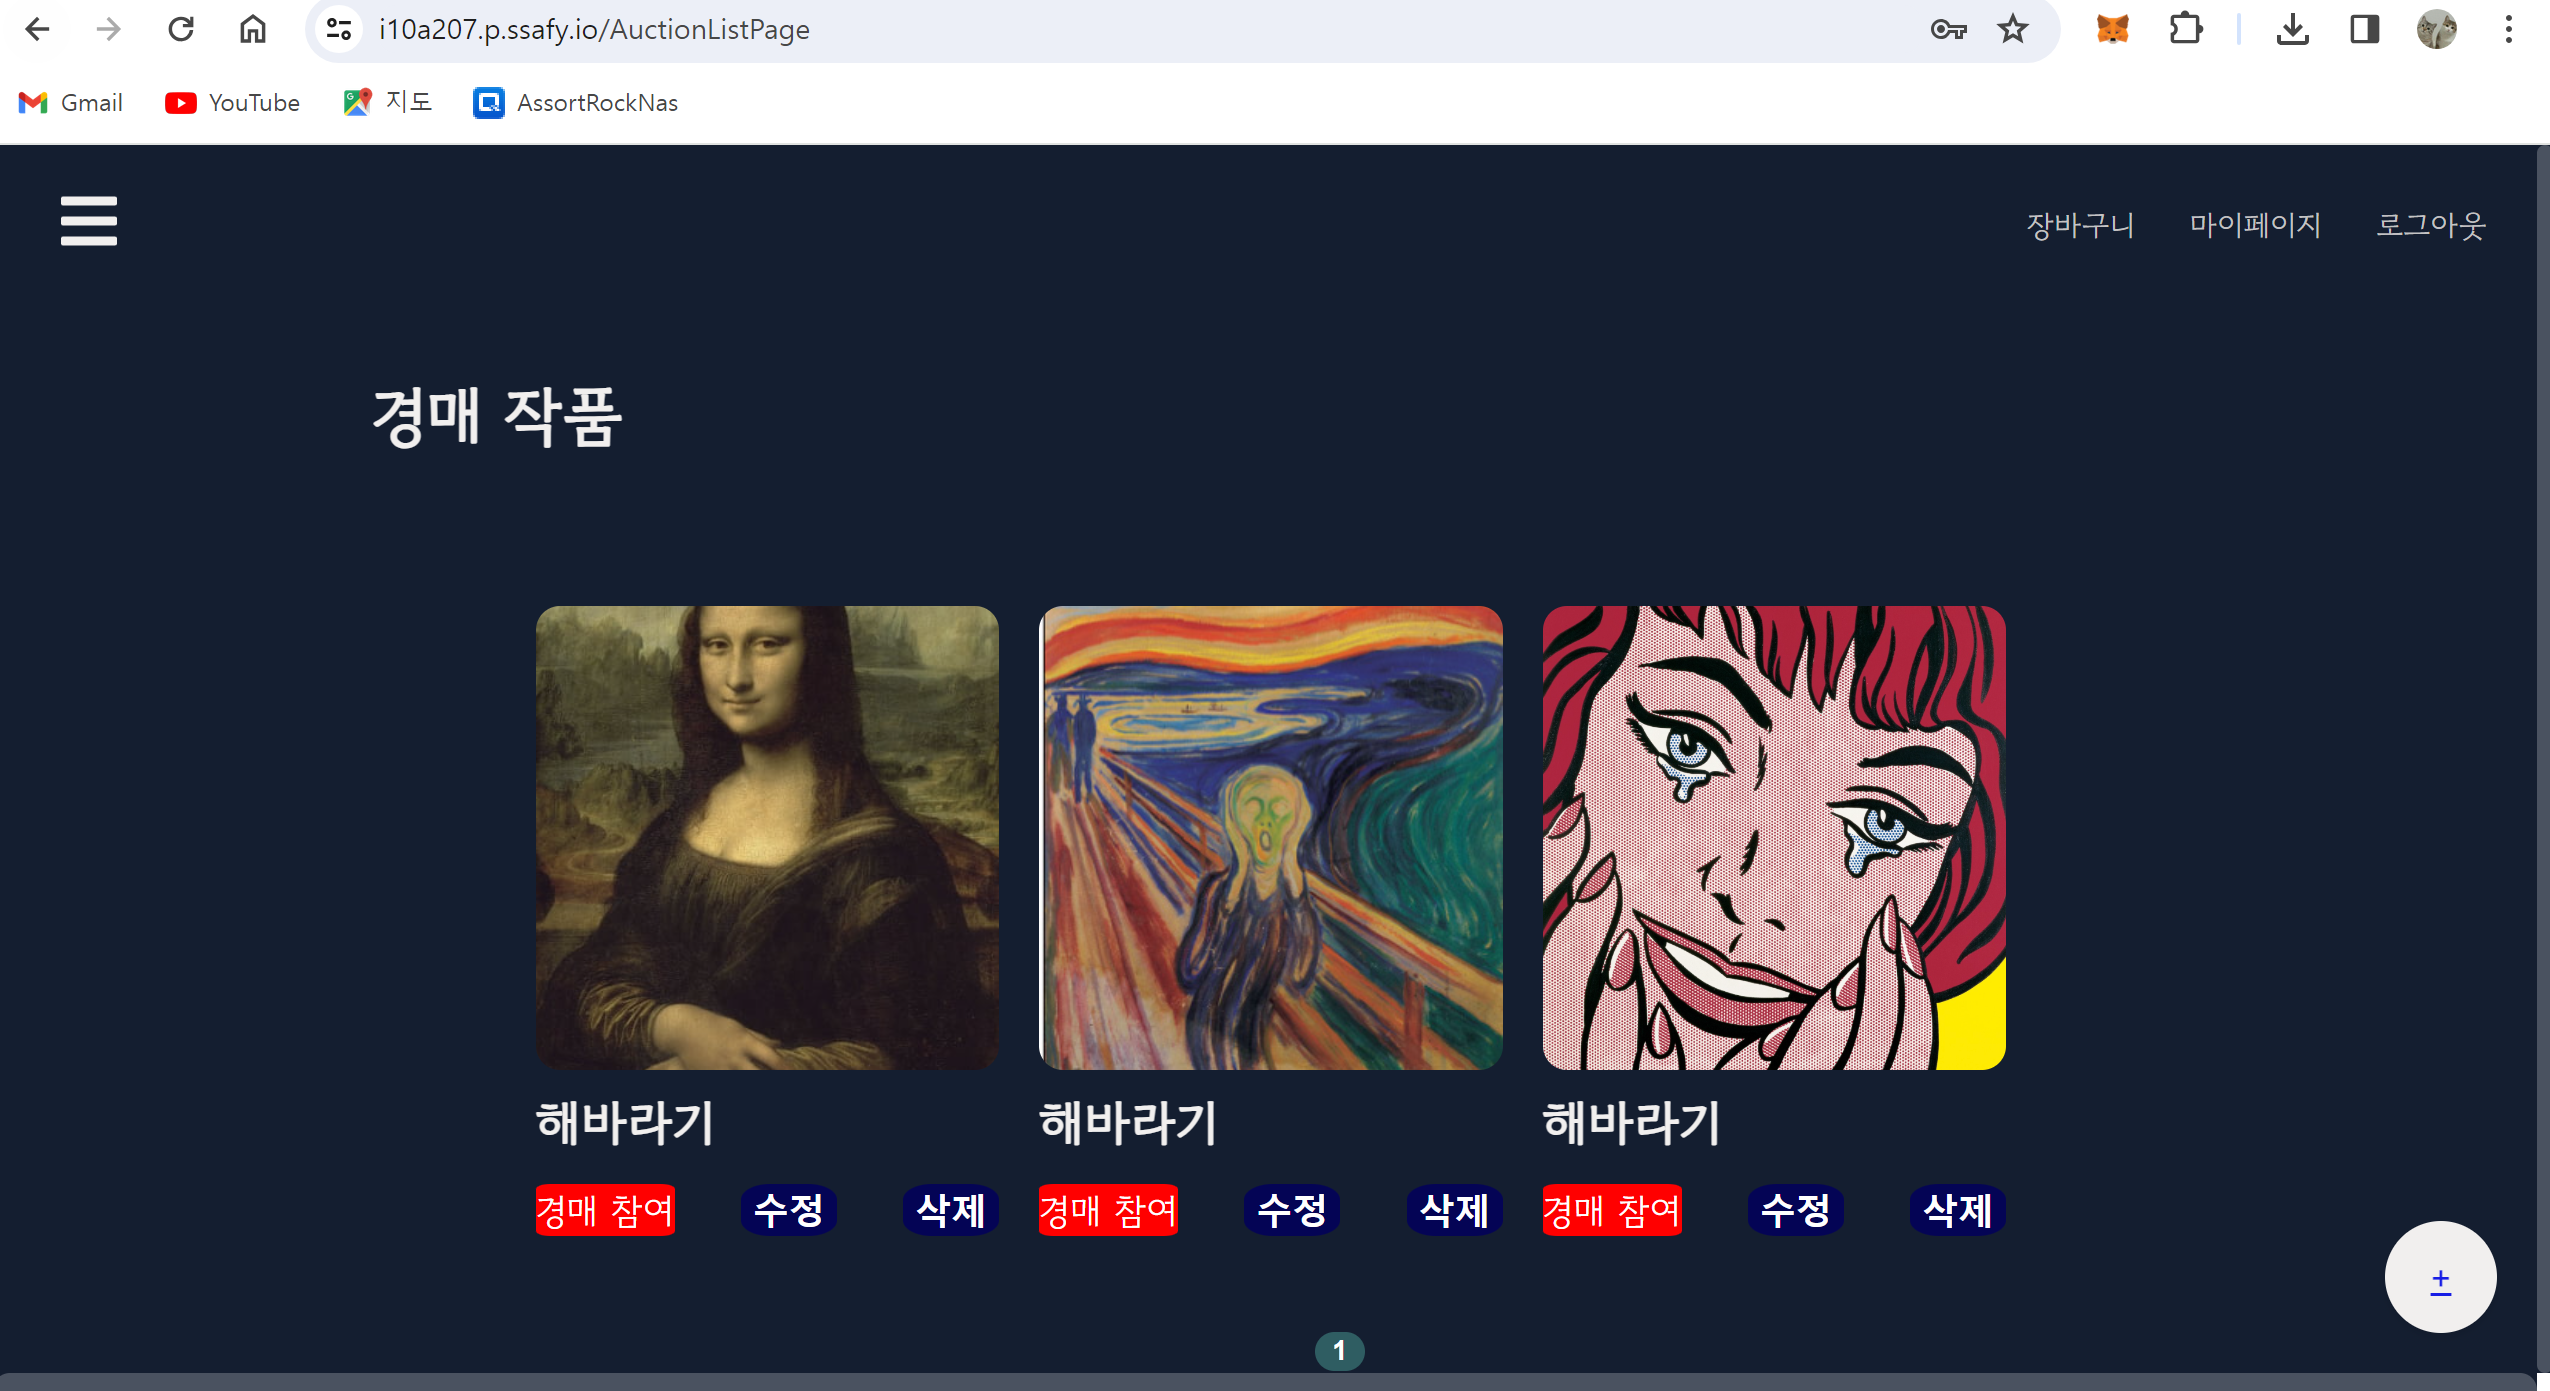 i10a207.p.ssafy.io/AuctionListPage
Gmail YouTube 지도 AssortRockNas
장바구니 마이페이지 로그아웃
경매 작품
해바라기 해바라기 해바라기
경매 참여 수정 삭제 경매 참여 수정 삭제 경매 참여 수정 삭제
+
1